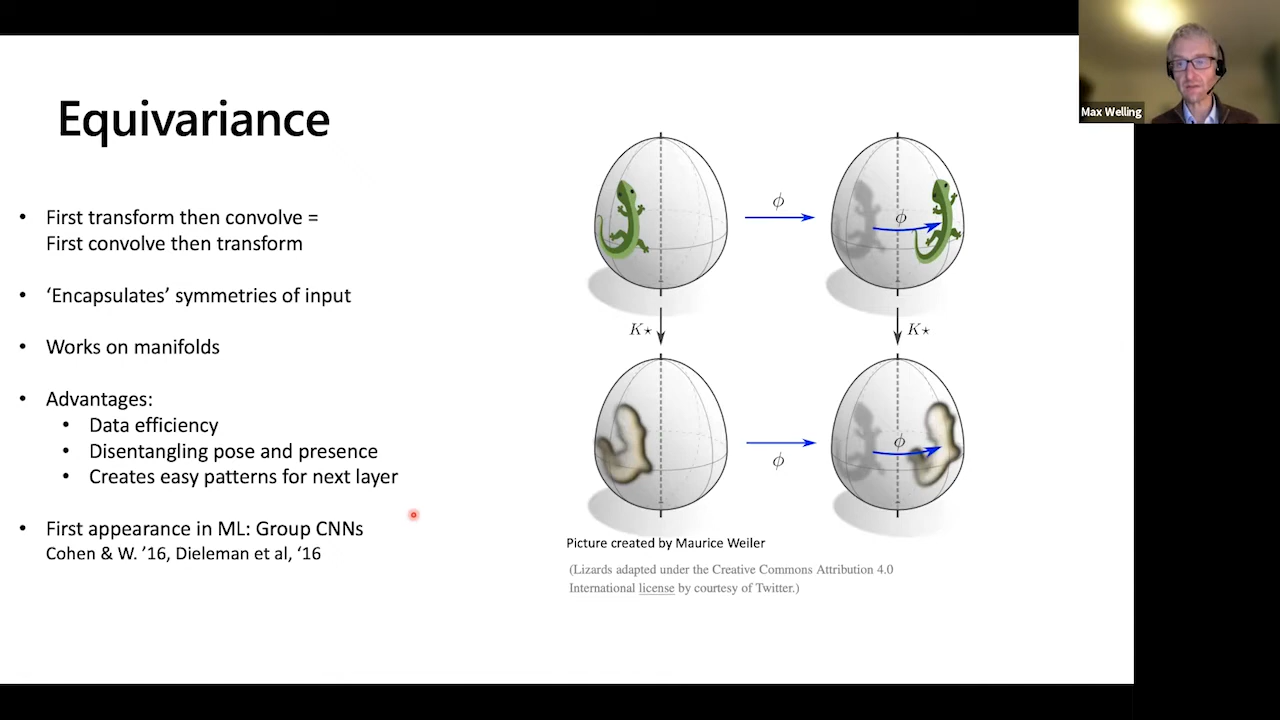 Max Welling
Equivariance
• First transform then convolve =
First convolve then transform
• ‘Encapsulates’ symmetries of input
• Works on manifolds
• Advantages:
• Data efficiency
• Disentangling pose and presence
• Creates easy patterns for next layer
• First appearance in ML: Group CNNs
Cohen & W. ’16, Dieleman et al, ‘16
ϕ
ϕ
K⋆
K⋆
ϕ
ϕ
Picture created by Maurice Weiler
(Lizards adapted under the Creative Commons Attribution 4.0
International license by courtesy of Twitter.)